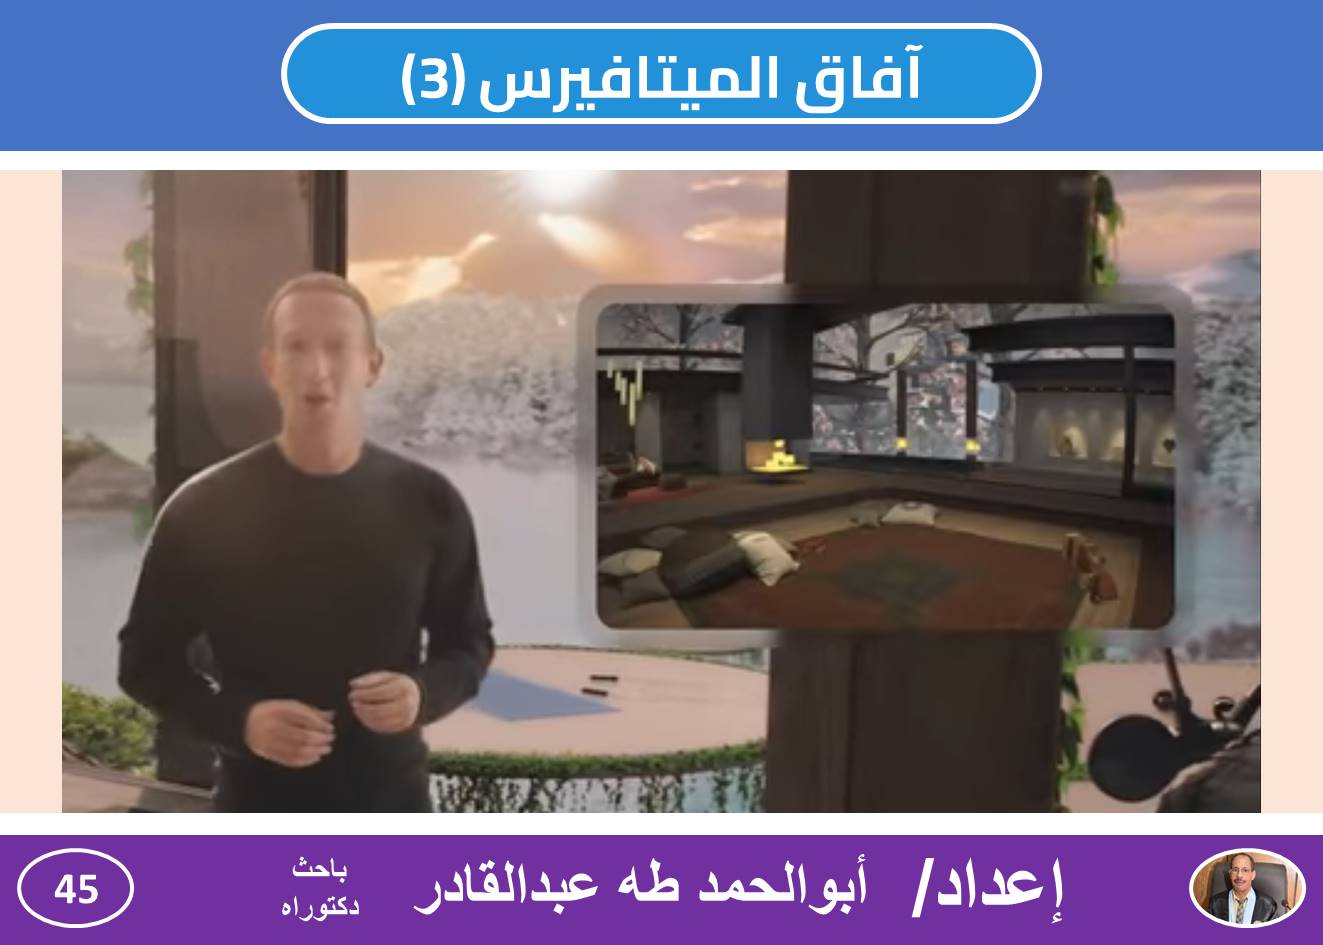 آفاق الميتافيرس (3)
إعداد/ أبوالحمد طه عبدالقادر
باحث
دكتوراه
45